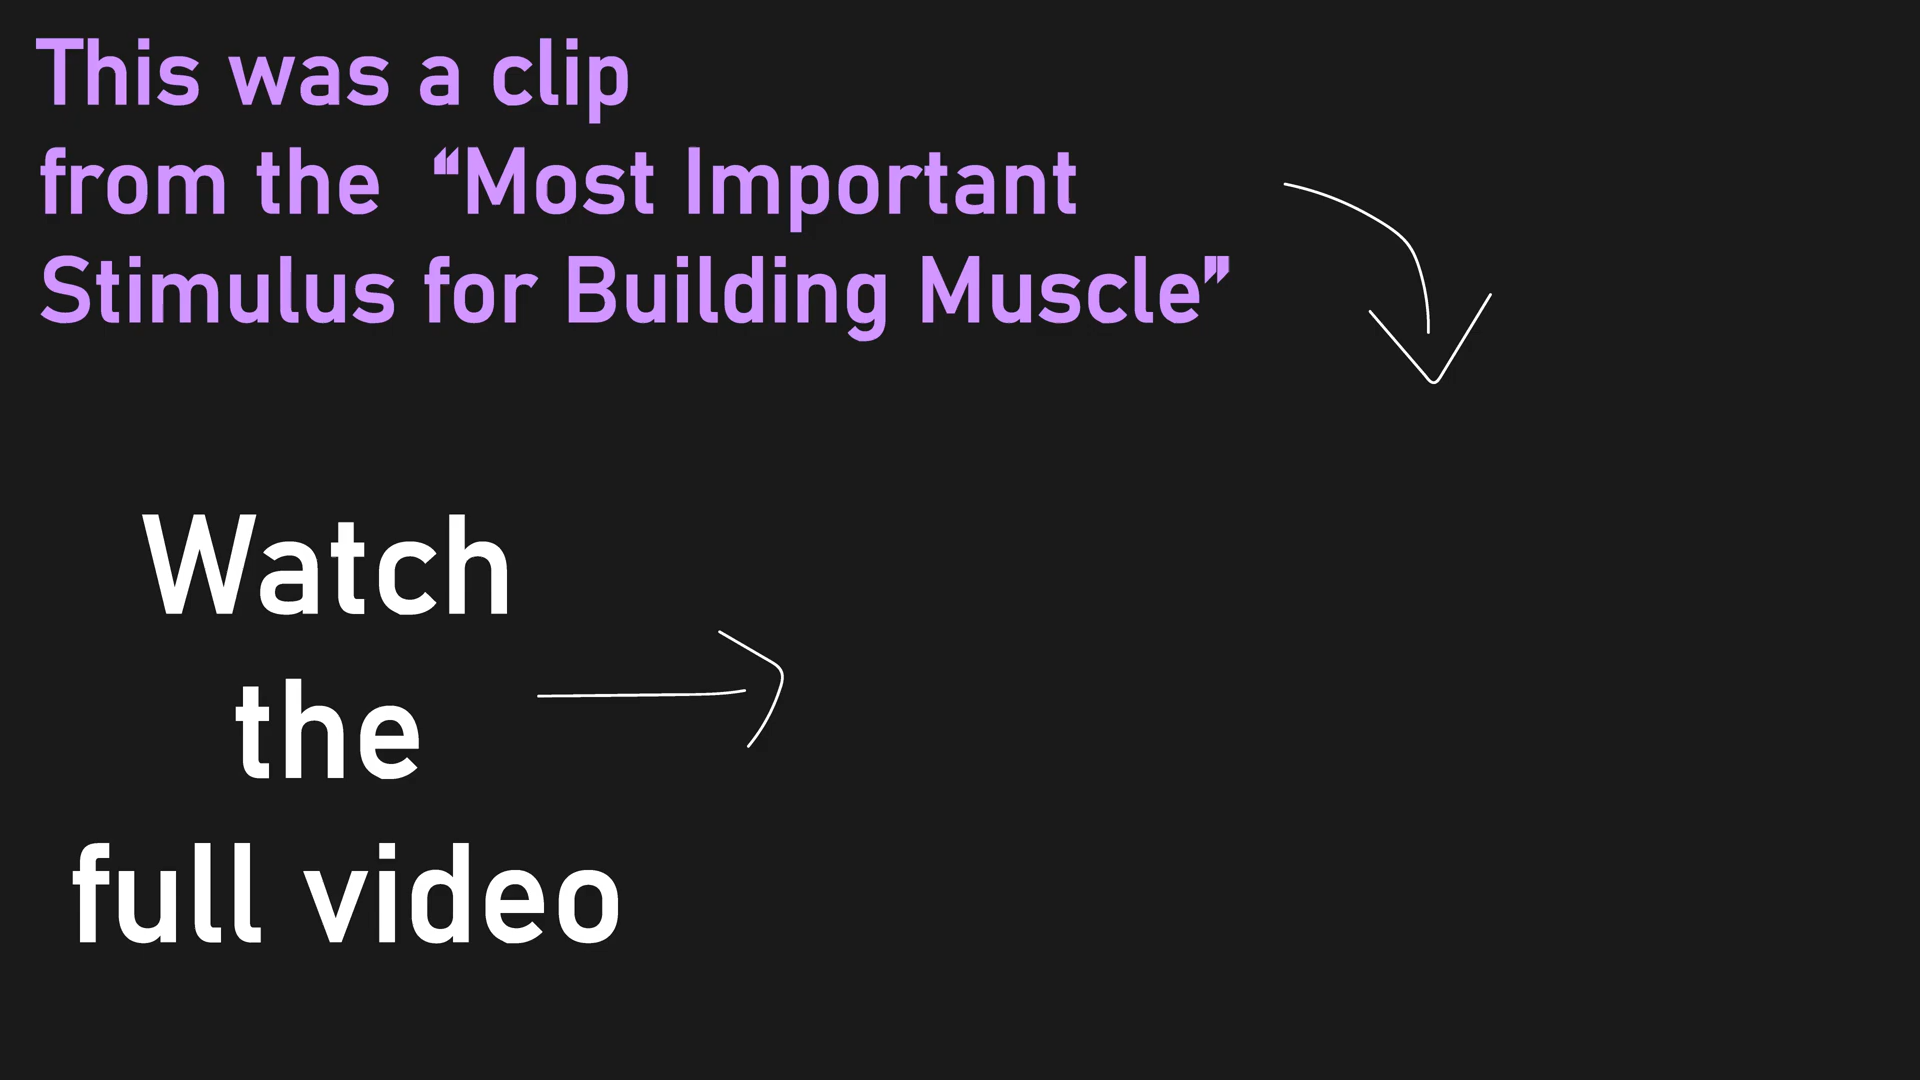 This was a clip
from the “Most Important
Stimulus for Building Muscle”
Watch
the
full video